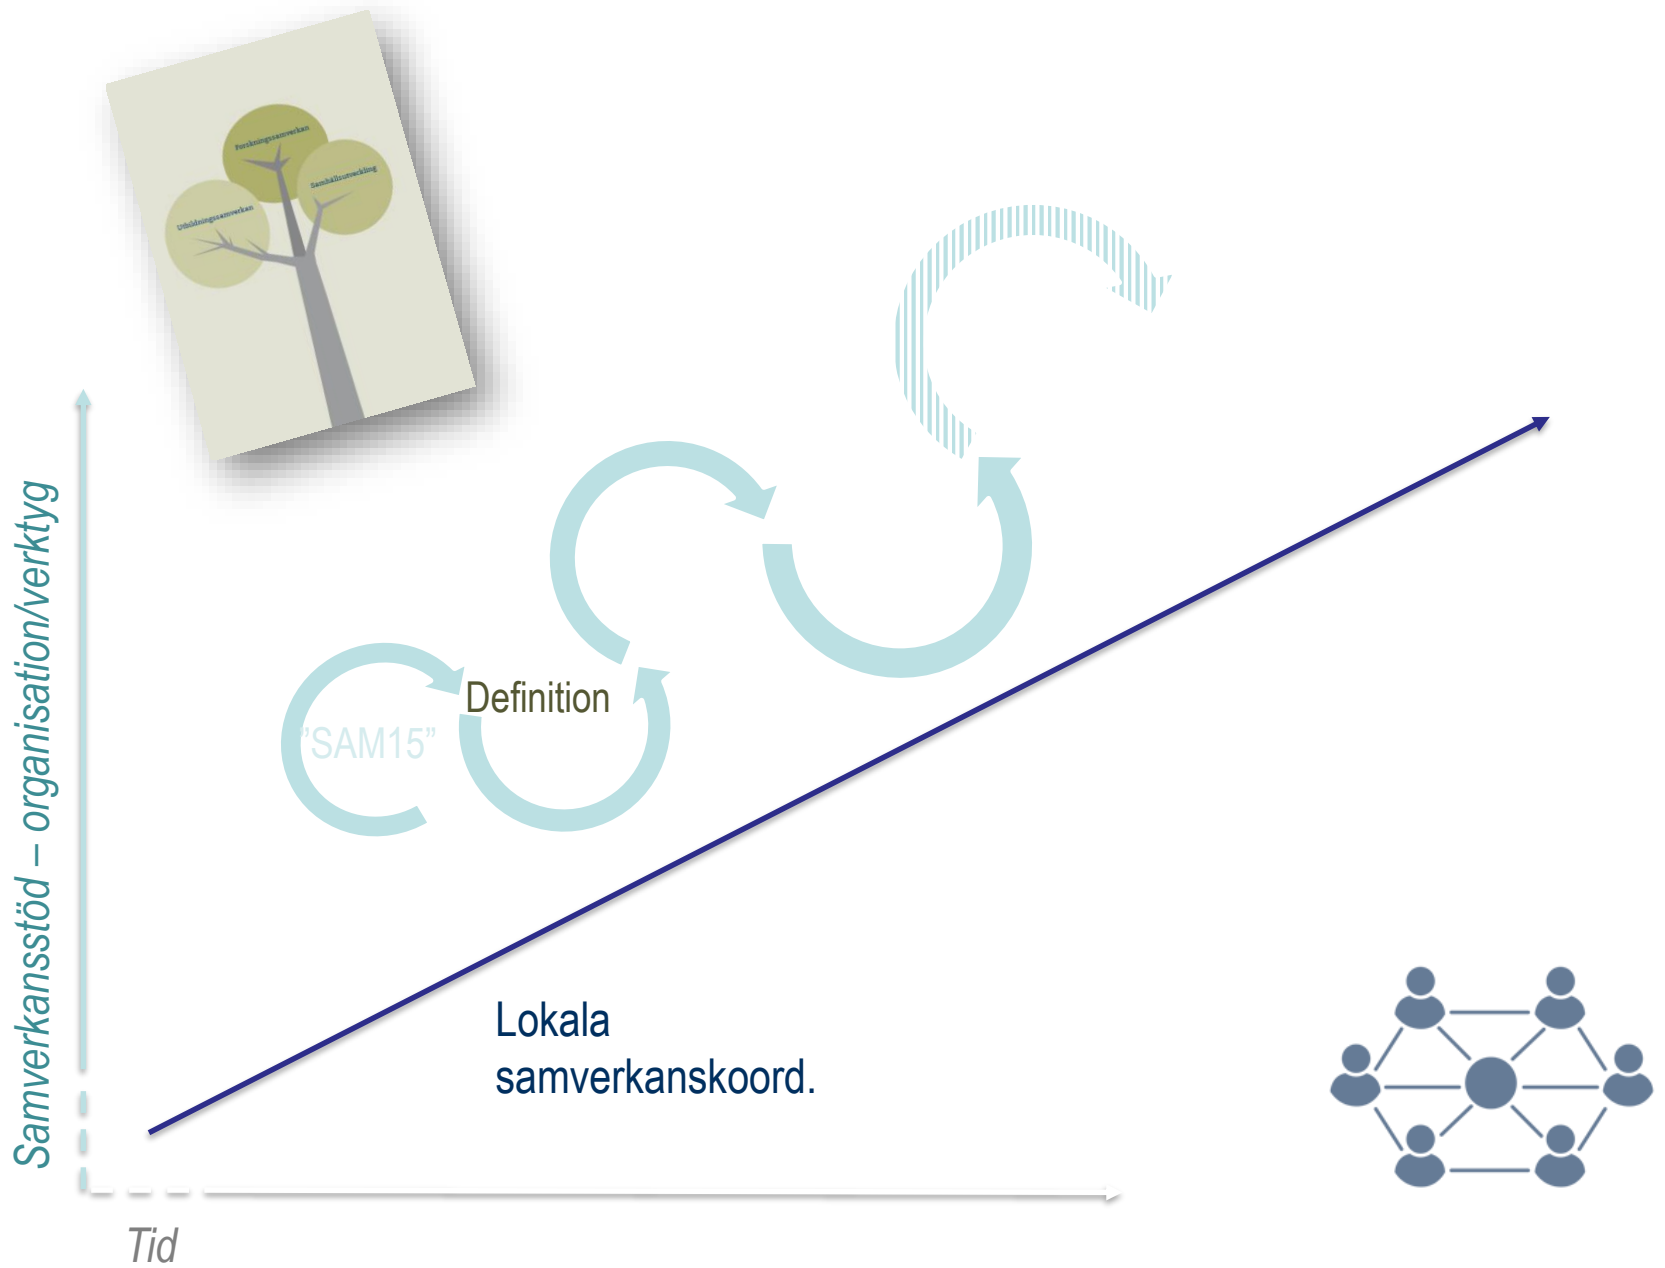 Forskningssamverkan
Samhällsutveckling
Utbildningssamverkan
Samverkansstöd – organisation/verktyg
Definition
”SAM15”
Lokala
samverkanskoord.
Tid